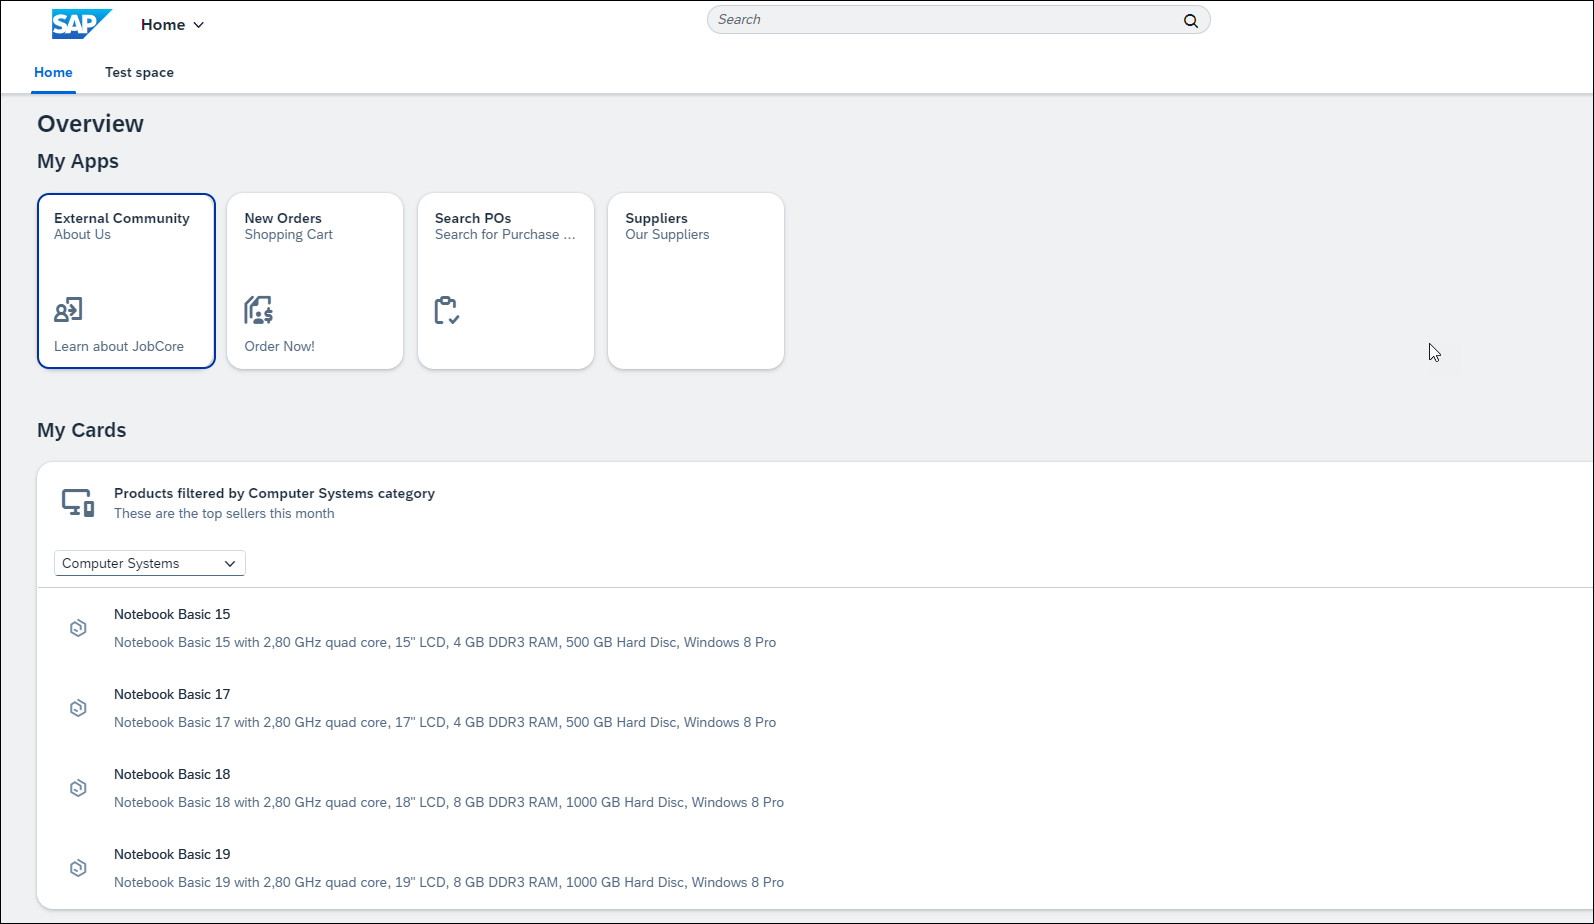 SAP
Home
Search
Home
Test space
Overview
My Apps
External Community
About Us
Learn about JobCore
New Orders
Shopping Cart
Order Now!
Search POs
Search for Purchase ...
Suppliers
Our Suppliers
My Cards
Products filtered by Computer Systems category
These are the top sellers this month
Computer Systems
Notebook Basic 15
Notebook Basic 15 with 2,80 GHz quad core, 15" LCD, 4 GB DDR3 RAM, 500 GB Hard Disc, Windows 8 Pro
Notebook Basic 17
Notebook Basic 17 with 2,80 GHz quad core, 17" LCD, 4 GB DDR3 RAM, 500 GB Hard Disc, Windows 8 Pro
Notebook Basic 18
Notebook Basic 18 with 2,80 GHz quad core, 18" LCD, 8 GB DDR3 RAM, 1000 GB Hard Disc, Windows 8 Pro
Notebook Basic 19
Notebook Basic 19 with 2,80 GHz quad core, 19" LCD, 8 GB DDR3 RAM, 1000 GB Hard Disc, Windows 8 Pro